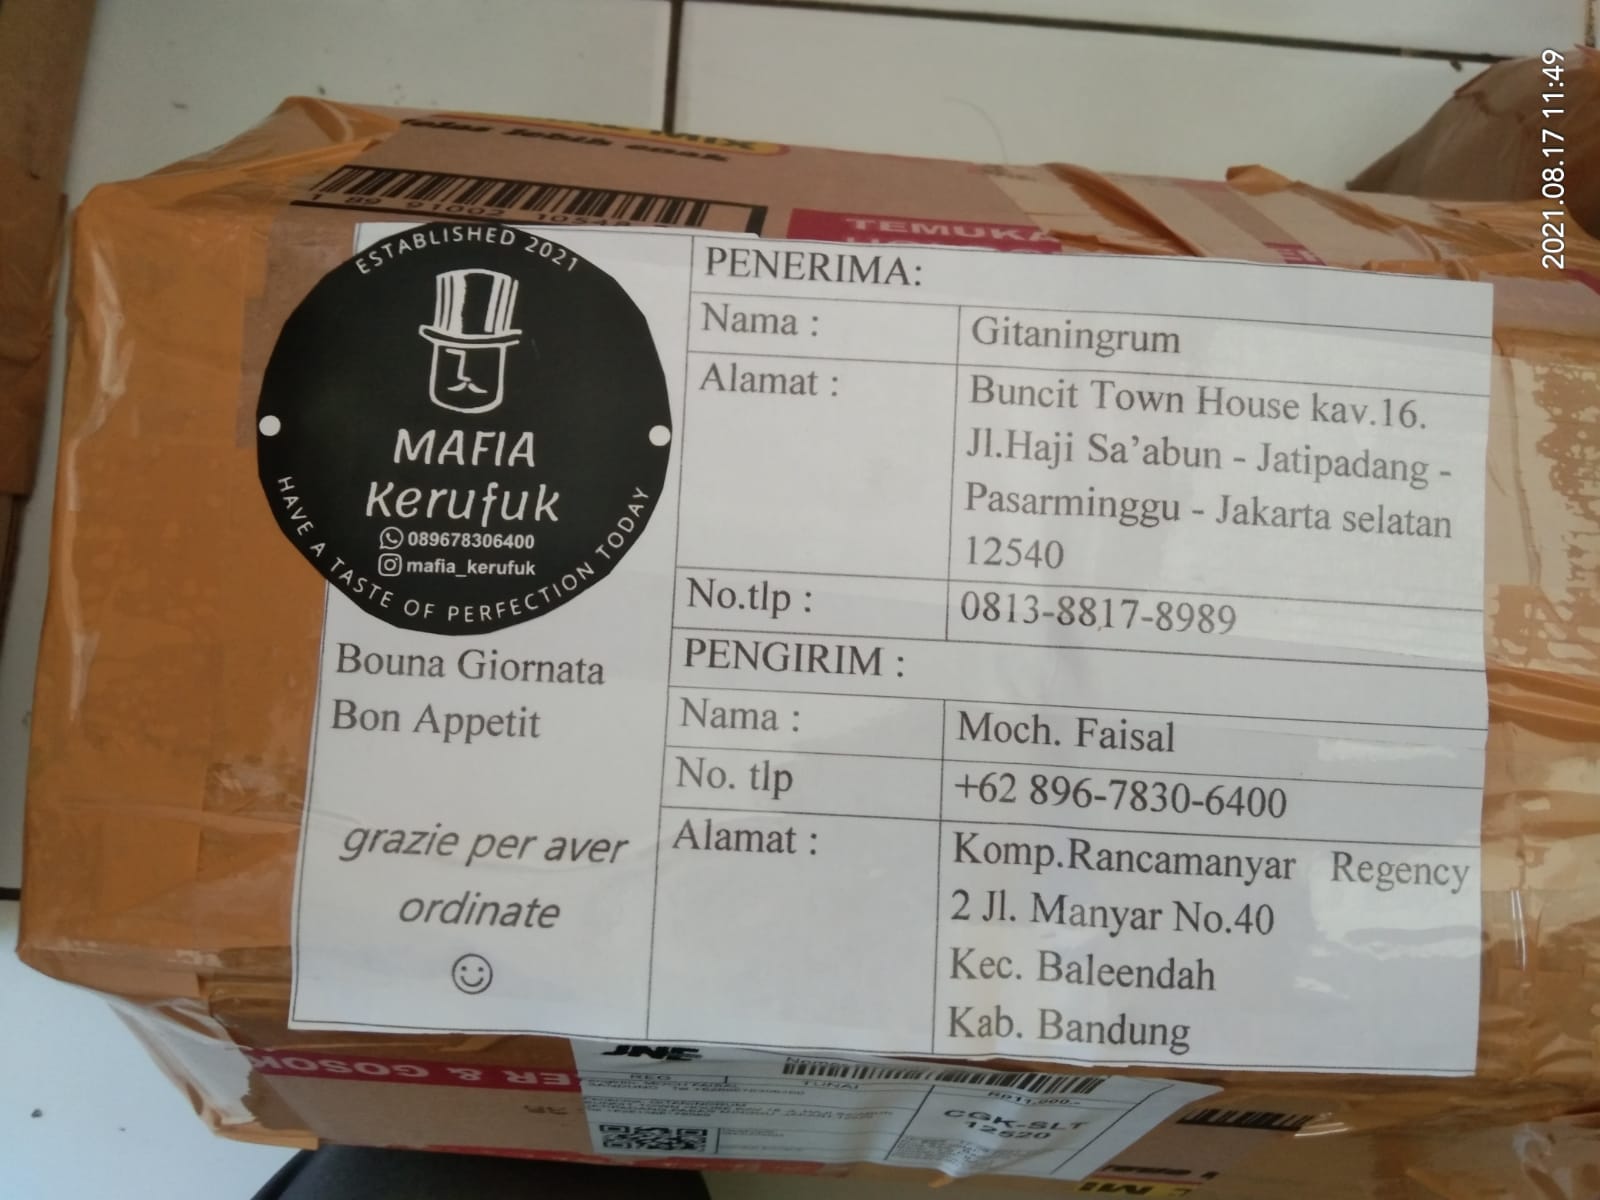 2021.08.17 11:49
TEMUKA
ESTABLISHED 2021
MAFIA
Kerufuk
089678306400
mafia_kerufuk
HAVE A TASTE OF PERFECTION TODAY
Bouna Giornata
Bon Appetit
grazie per aver
ordinate
PENERIMA:
Nama : Gitaningrum
Alamat : Buncit Town House kav.16.
Jl.Haji Sa’abun - Jatipadang -
Pasarminggu - Jakarta selatan
12540
No.tlp : 0813-8817-8989
PENGIRIM :
Nama : Moch. Faisal
No. tlp +62 896-7830-6400
Alamat : Komp.Rancamanyar Regency
2 Jl. Manyar No.40
Kec. Baleendah
Kab. Bandung
JNE
REG TUNAI
CGK-SLT
12520